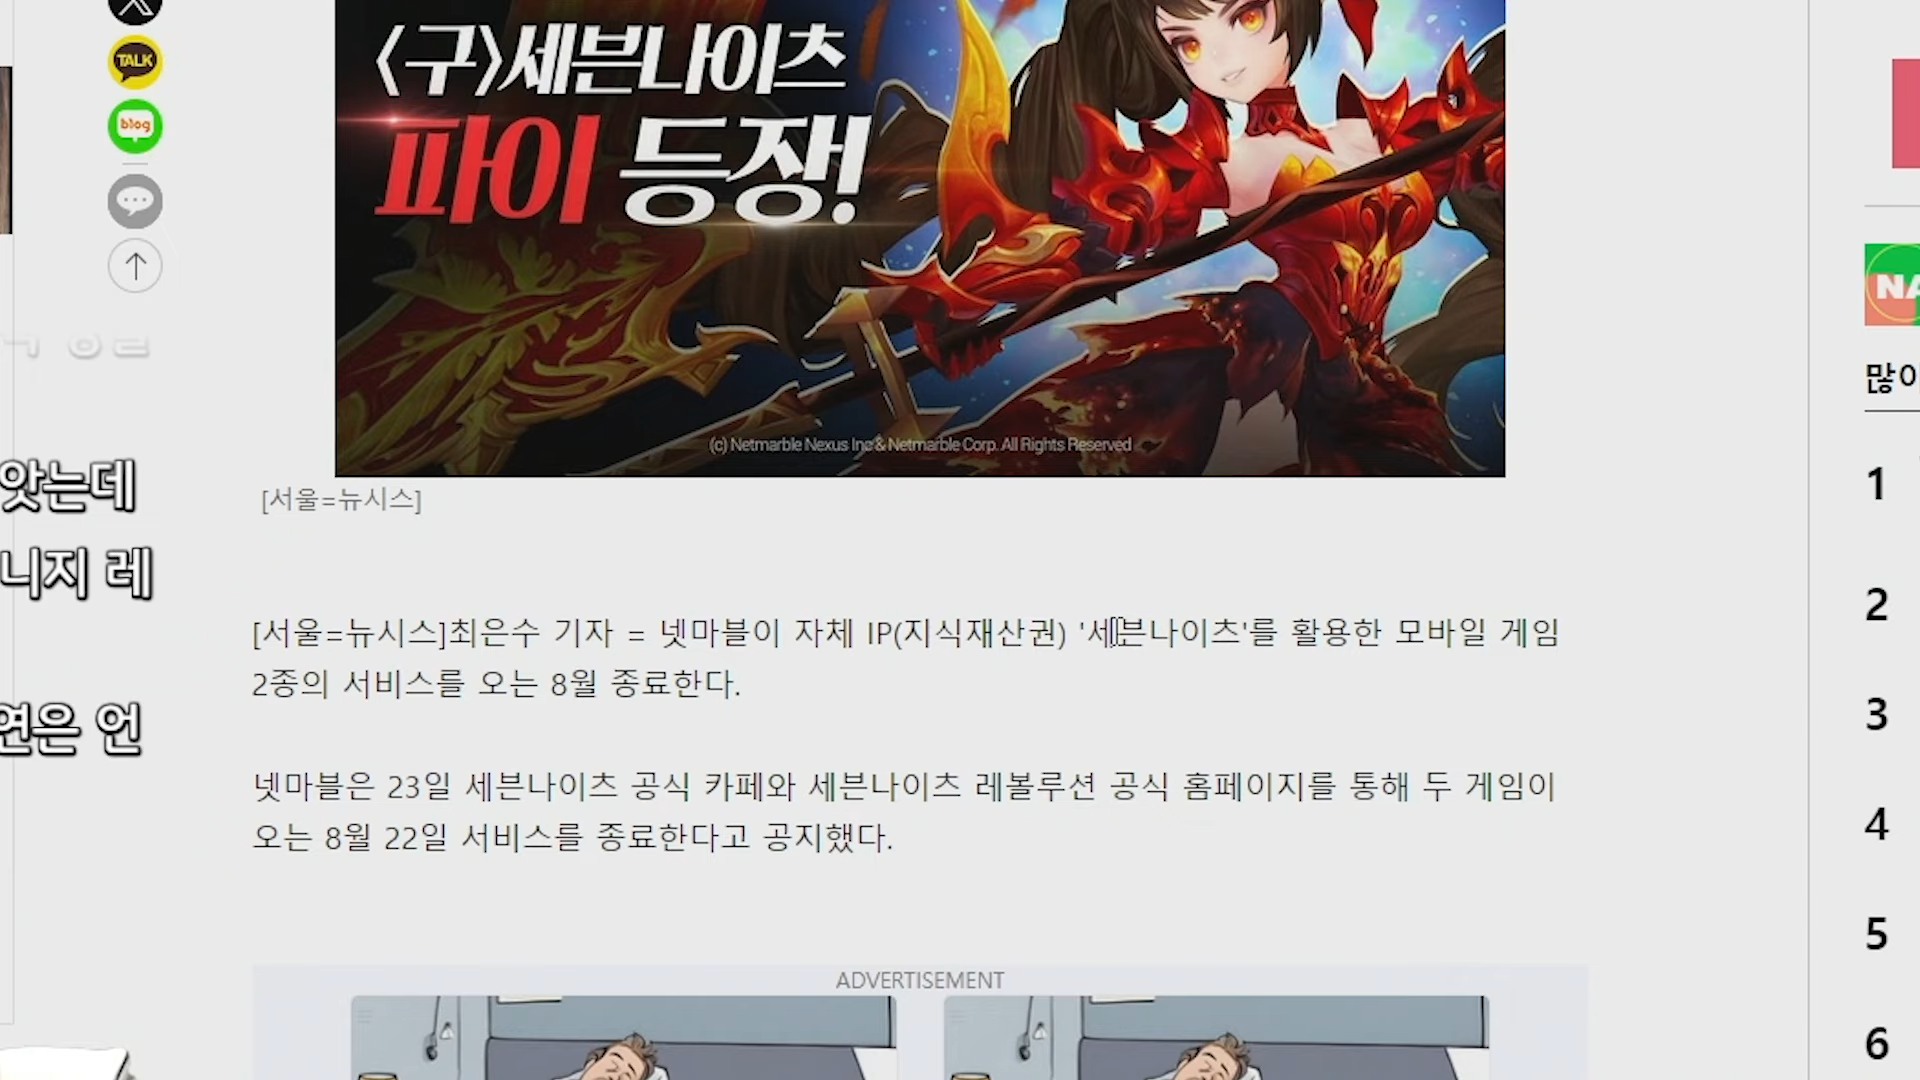 TALK
blog
<구>세븐나이츠
파이 등장!
(c) Netmarble Nexus Inc & Netmarble Corp. All Rights Reserved
[서울=뉴시스]
앗는데
니지 레
연은 언
[서울=뉴시스]최은수 기자 = 넷마블이 자체 IP(지식재산권) '세븐나이츠'를 활용한 모바일 게임
2종의 서비스를 오는 8월 종료한다.
넷마블은 23일 세븐나이츠 공식 카페와 세븐나이츠 레볼루션 공식 홈페이지를 통해 두 게임이
오는 8월 22일 서비스를 종료한다고 공지했다.
ADVERTISEMENT
NA
많이
1
2
3
4
5
6